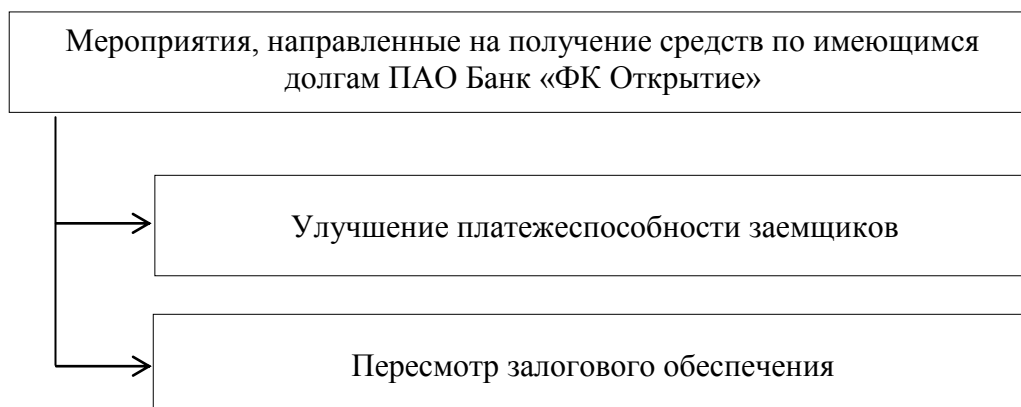 Мероприятия, направленные на получение средств по имеющимся
долгам ПАО Банк «ФК Открытие»
Улучшение платежеспособности заемщиков
Пересмотр залогового обеспечения